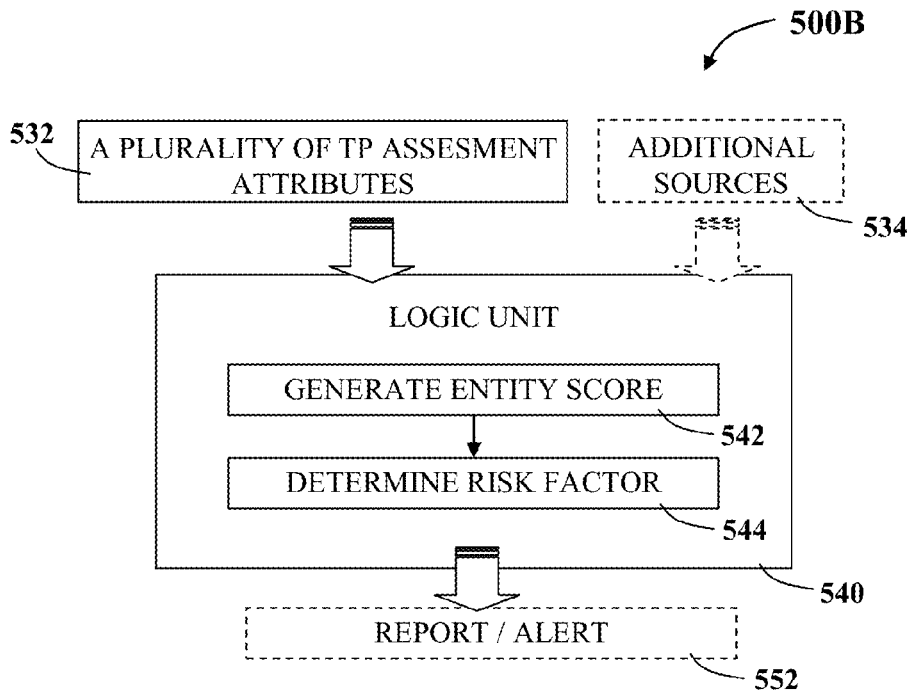 500B
532
A PLURALITY OF TP ASSESMENT
ATTRIBUTES
ADDITIONAL
SOURCES
534
LOGIC UNIT
GENERATE ENTITY SCORE
542
DETERMINE RISK FACTOR
544
540
REPORT / ALERT
552